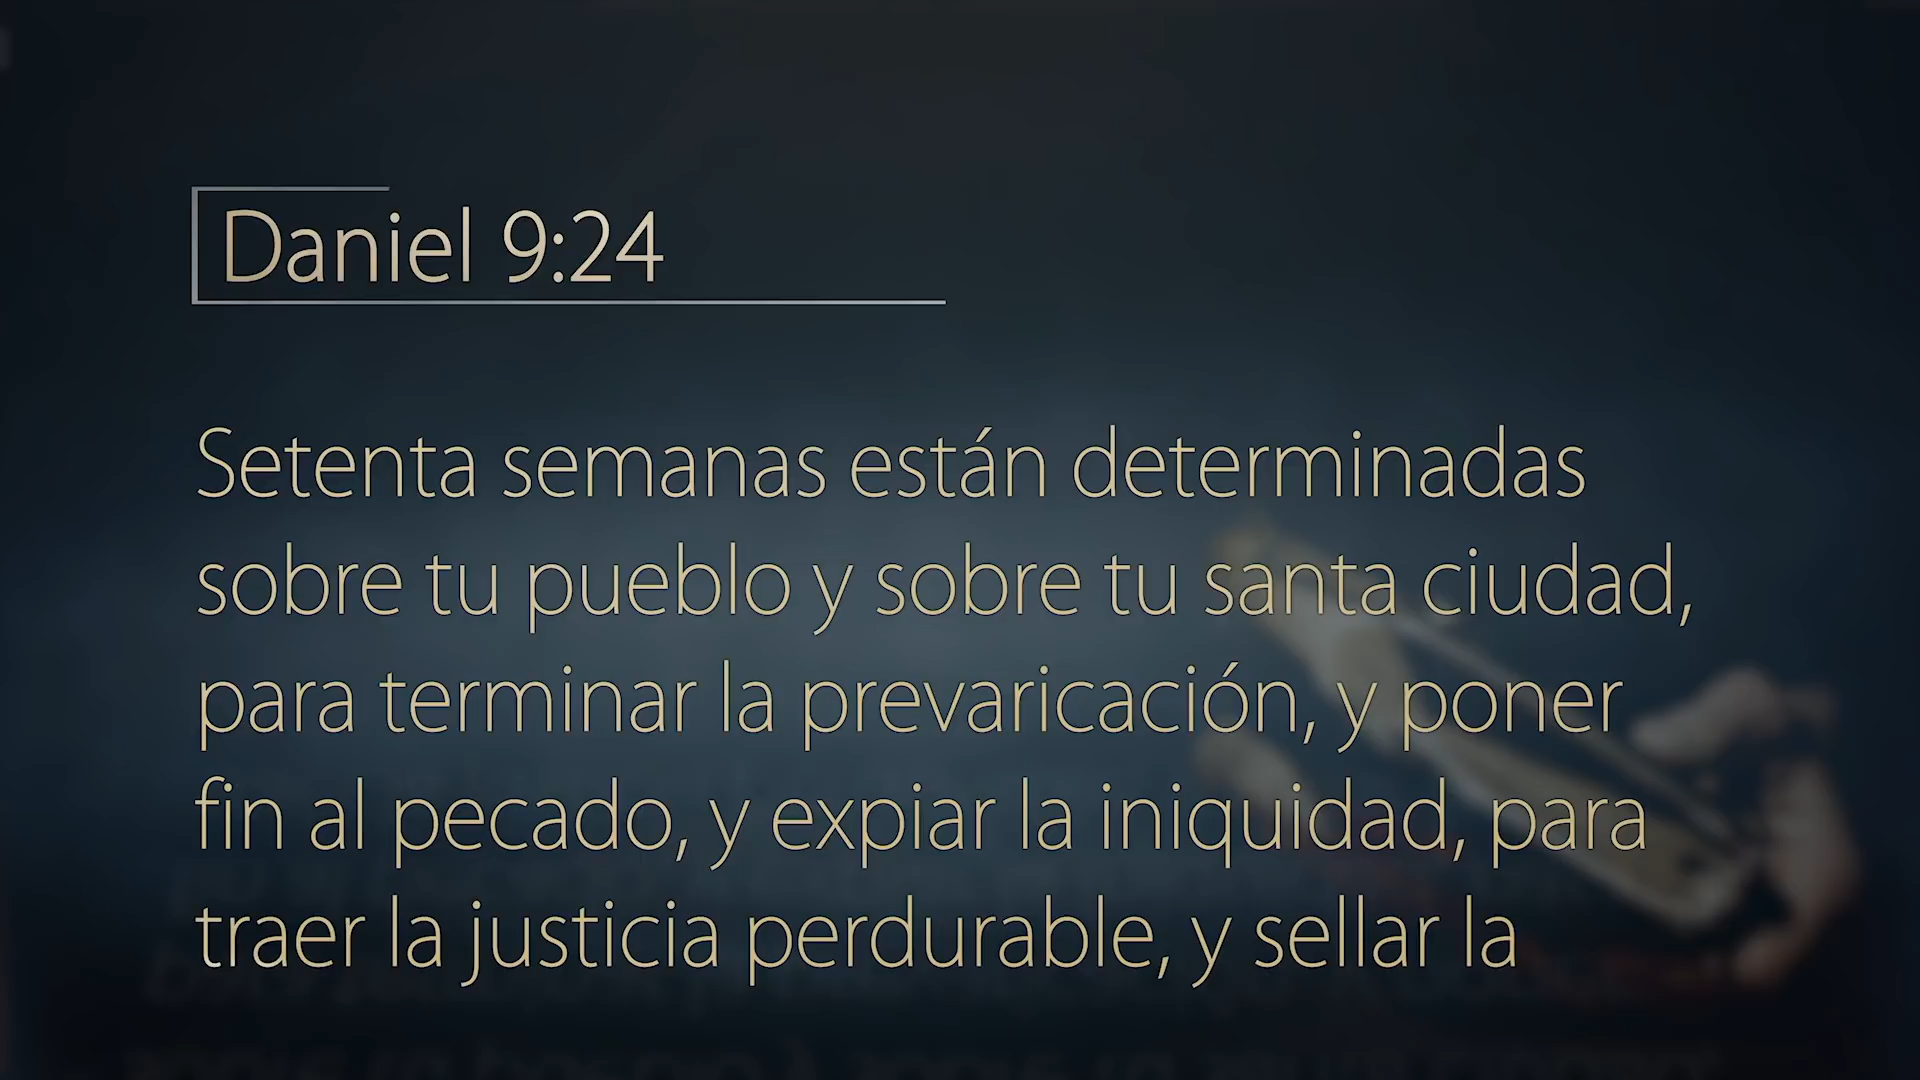 Daniel 9:24
Setenta semanas están determinadas
sobre tu pueblo y sobre tu santa ciudad,
para terminar la prevaricación, y poner
fin al pecado, y expiar la iniquidad, para
traer la justicia perdurable, y sellar la